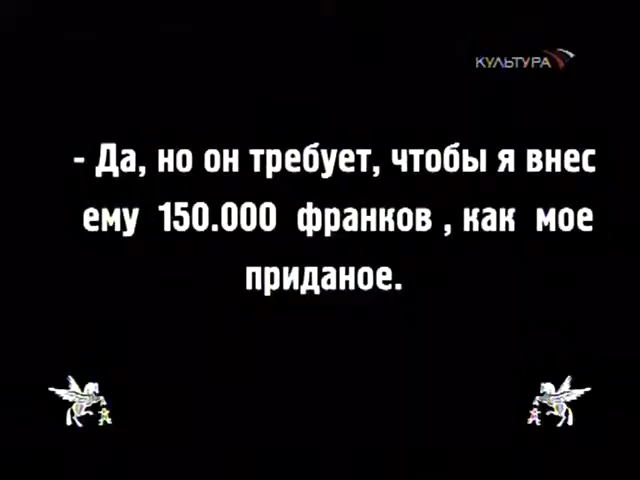 КУЛЬТУРА
- Да, но он требует, чтобы я внес
ему 150.000 франков , как мое
приданое.